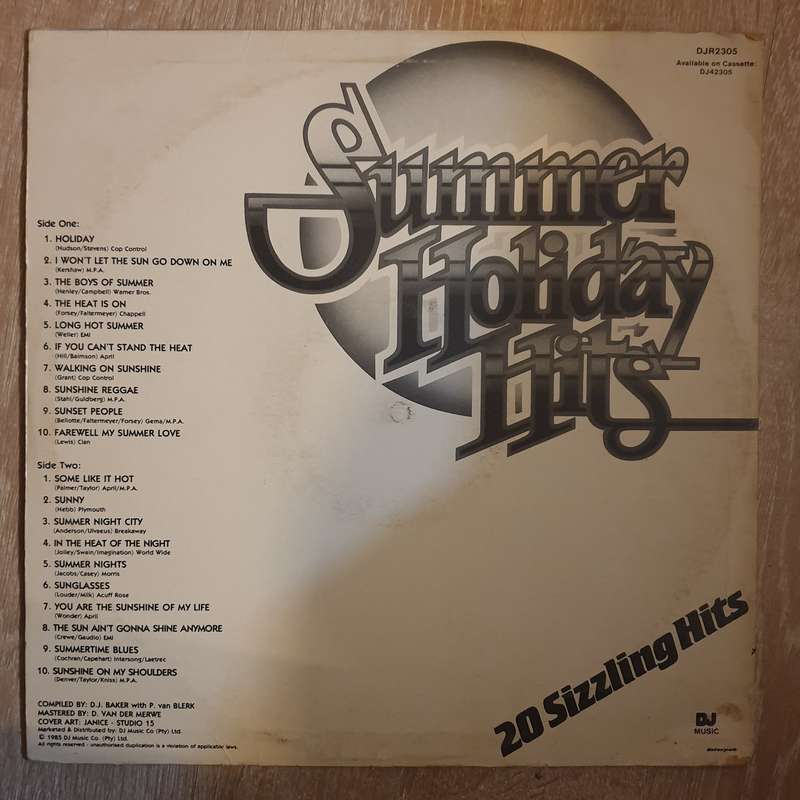 DJR2305
Available on Cassette:
DJ42305
Summer
Holiday
Hits
Side One:
1. HOLIDAY
(Hudson/Stevens) Cop Control
2. I WON'T LET THE SUN GO DOWN ON ME
(Kershaw) M.P.A.
3. THE BOYS OF SUMMER
(Henley/Campbell) Warner Bros.
4. THE HEAT IS ON
(Forsey/Faltermeyer) Chappell
5. LONG HOT SUMMER
(Weller) EMI
6. IF YOU CAN'T STAND THE HEAT
(Hill/Baimson) April
7. WALKING ON SUNSHINE
(Grant) Cop Control
8. SUNSHINE REGGAE
(Stahl/Guldberg) M.P.A.
9. SUNSET PEOPLE
(Bellotte/Faltermeyer/Forsey) Gema/M.P.A.
10. FAREWELL MY SUMMER LOVE
(Lewis) Clan
Side Two:
1. SOME LIKE IT HOT
(Palmer/Taylor) April/M.P.A.
2. SUNNY
(Hebb) Plymouth
3. SUMMER NIGHT CITY
(Anderson/Ulvaeus) Breakaway
4. IN THE HEAT OF THE NIGHT
(Jolley/Swain/Imagination) World Wide
5. SUMMER NIGHTS
(Jacobs/Casey) Morris
6. SUNGLASSES
(Louder/Milk) Acuff Rose
7. YOU ARE THE SUNSHINE OF MY LIFE
(Wonder) April
8. THE SUN AIN'T GONNA SHINE ANYMORE
(Crewe/Gaudio) EMI
9. SUMMERTIME BLUES
(Cochran/Capehart) Intersong/Laetrec
10. SUNSHINE ON MY SHOULDERS
(Denver/Taylor/Kniss) M.P.A.
COMPILED BY: D.J. BAKER with P. van BLERK
MASTERED BY: D. VAN DER MERWE
COVER ART: JANICE - STUDIO 15
Marketed & Distributed by: DJ Music Co (Pty) Ltd.
© 1985 DJ Music Co. (Pty) Ltd.
All rights reserved - unauthorised duplication is a violation of applicable laws.
20 Sizzling Hits
DJ
MUSIC